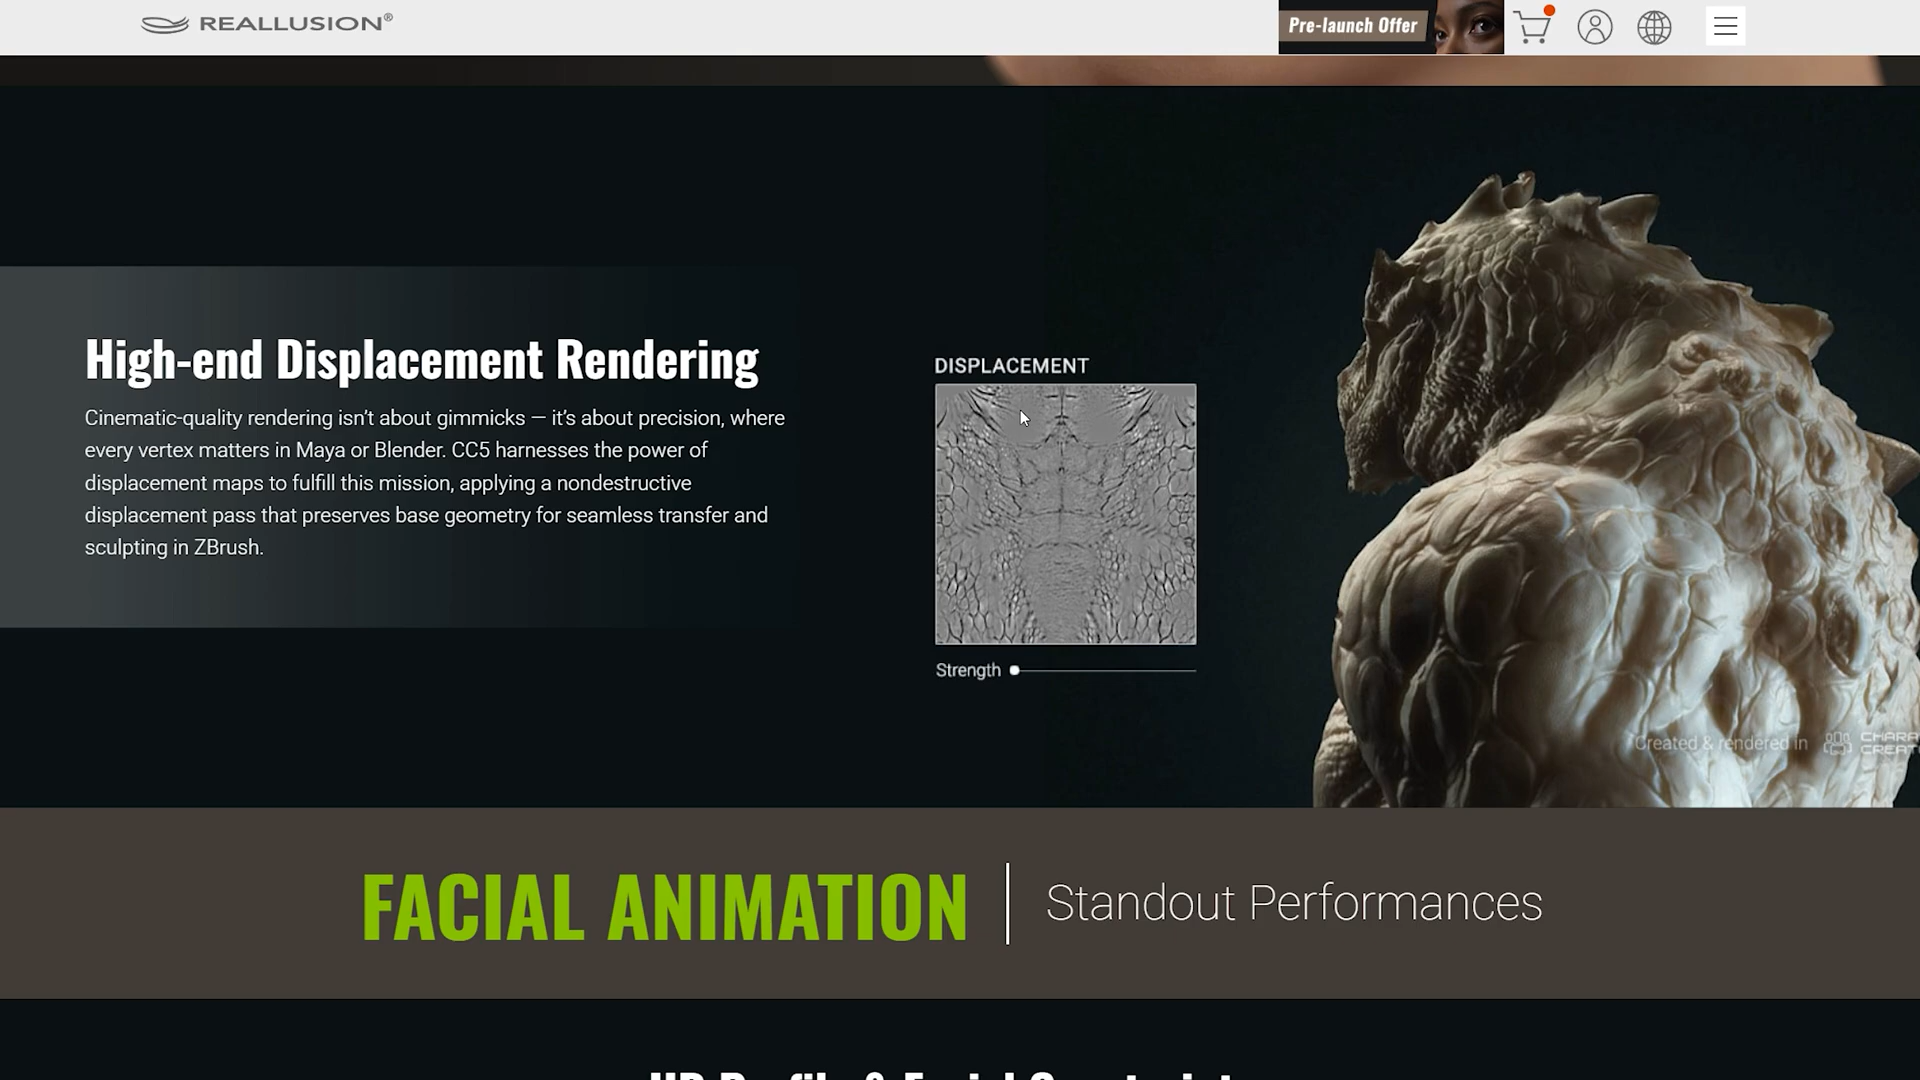 REALLUSION®
Pre-launch Offer
High-end Displacement Rendering
Cinematic-quality rendering isn't about gimmicks — it's about precision, where
every vertex matters in Maya or Blender. CC5 harnesses the power of
displacement maps to fulfill this mission, applying a nondestructive
displacement pass that preserves base geometry for seamless transfer and
sculpting in ZBrush.
DISPLACEMENT
Strength
Created & rendered in
FACIAL ANIMATION
Standout Performances